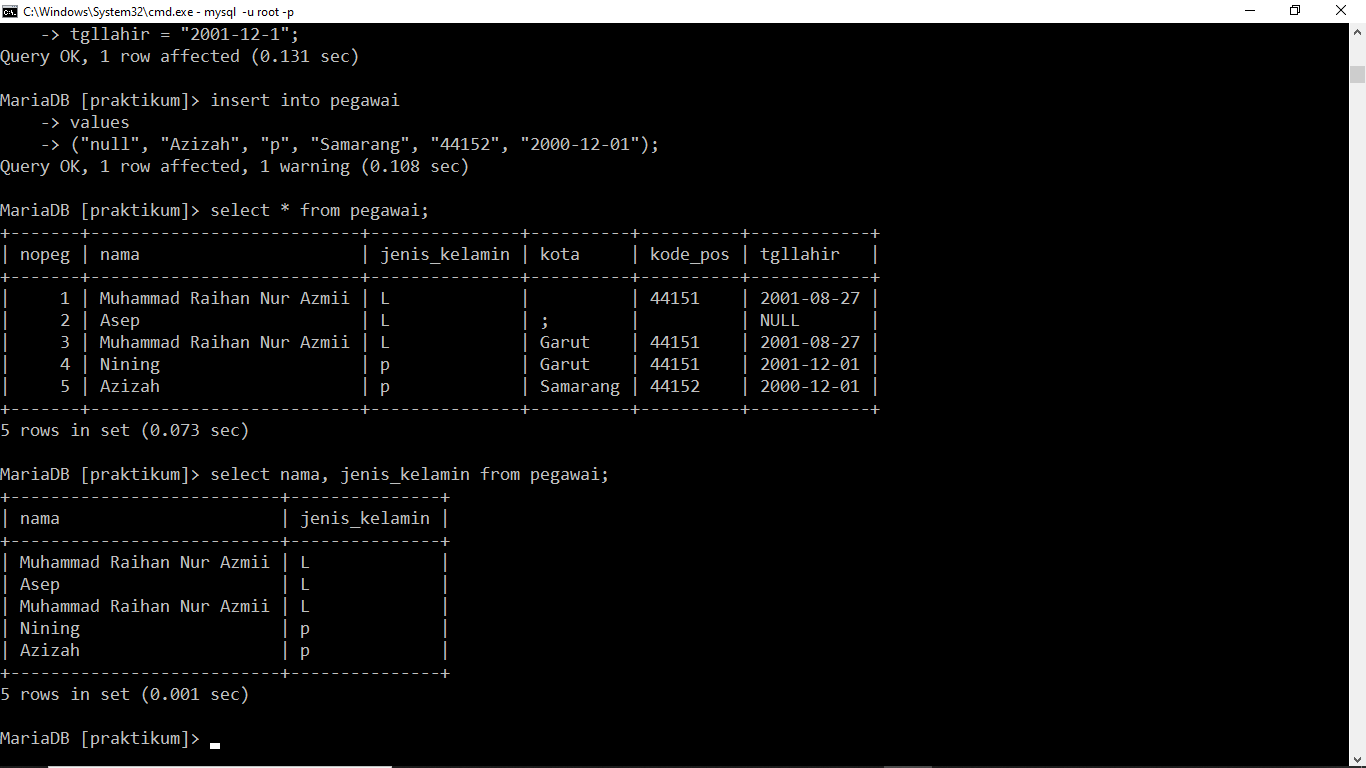 C:\Windows\System32\cmd.exe - mysql  -u root -p
    -> tgllahir = "2001-12-1";
Query OK, 1 row affected (0.131 sec)

MariaDB [praktikum]> insert into pegawai
    -> values
    -> ("null", "Azizah", "p", "Samarang", "44152", "2000-12-01");
Query OK, 1 row affected, 1 warning (0.108 sec)

MariaDB [praktikum]> select * from pegawai;
+-------+---------------------------+---------------+----------+----------+------------+
| nopeg | nama                      | jenis_kelamin | kota     | kode_pos | tgllahir   |
+-------+---------------------------+---------------+----------+----------+------------+
|     1 | Muhammad Raihan Nur Azmii | L             |          | 44151    | 2001-08-27 |
|     2 | Asep                      | L             | ;        |          | NULL       |
|     3 | Muhammad Raihan Nur Azmii | L             | Garut    | 44151    | 2001-08-27 |
|     4 | Nining                    | p             | Garut    | 44151    | 2001-12-01 |
|     5 | Azizah                    | p             | Samarang | 44152    | 2000-12-01 |
+-------+---------------------------+---------------+----------+----------+------------+
5 rows in set (0.073 sec)

MariaDB [praktikum]> select nama, jenis_kelamin from pegawai;
+---------------------------+---------------+
| nama                      | jenis_kelamin |
+---------------------------+---------------+
| Muhammad Raihan Nur Azmii | L             |
| Asep                      | L             |
| Muhammad Raihan Nur Azmii | L             |
| Nining                    | p             |
| Azizah                    | p             |
+---------------------------+---------------+
5 rows in set (0.001 sec)

MariaDB [praktikum]> _